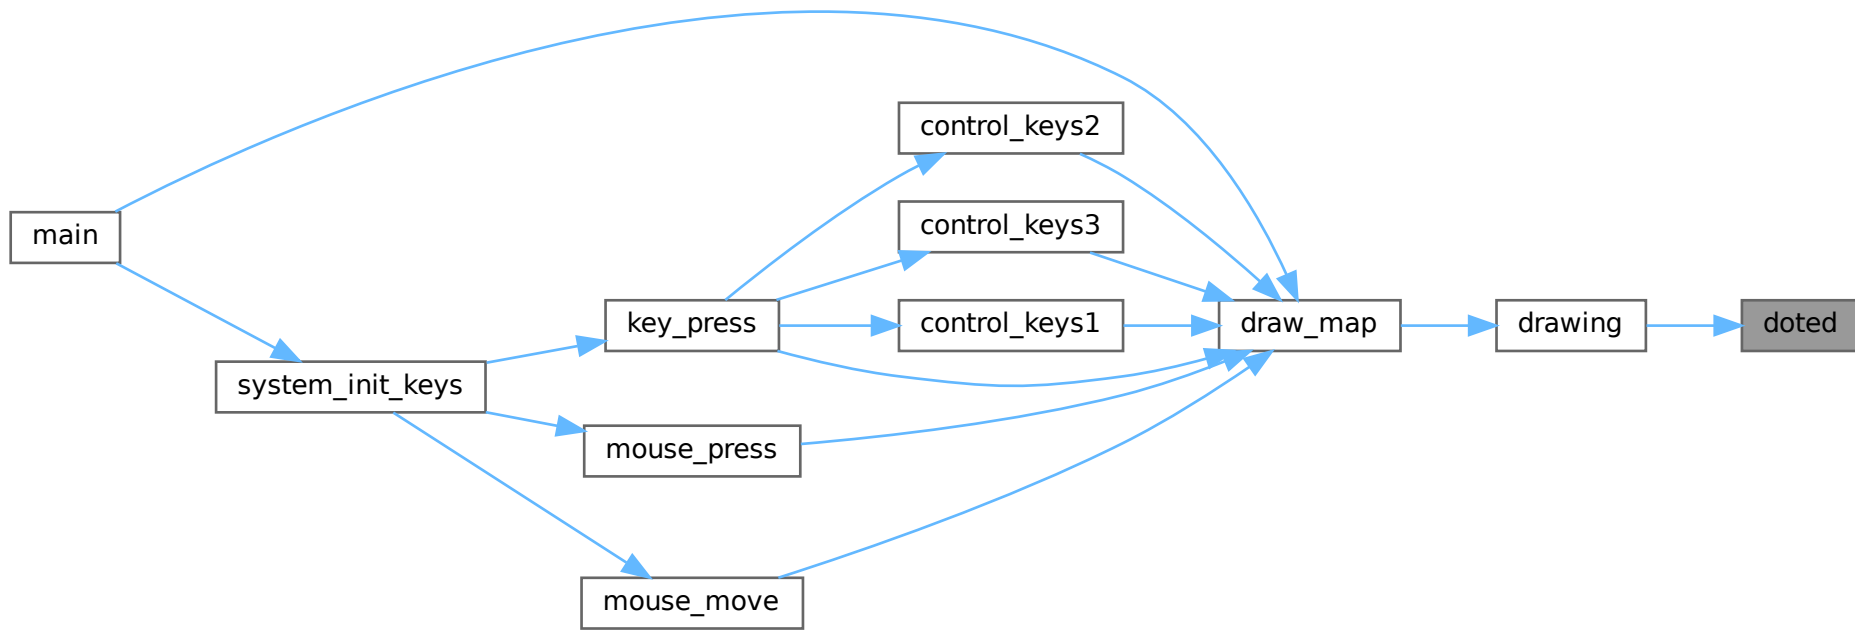 main
system_init_keys
key_press
mouse_press
mouse_move
control_keys2
control_keys3
control_keys1
draw_map
drawing
doted